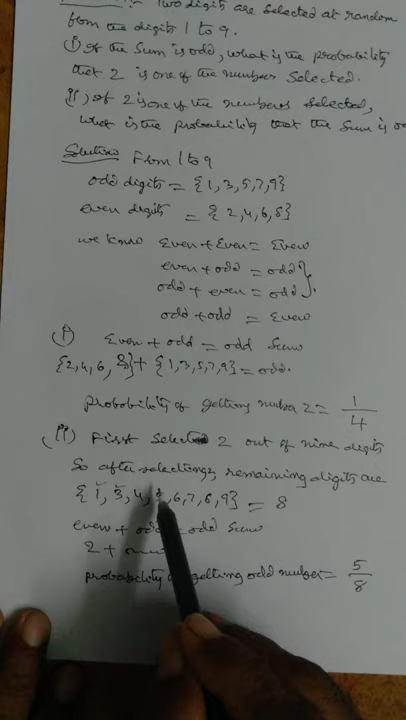 Two digits are selected at random
from the digits 1 to 9.
(i) If the Sum is odd, what is the probability
that 2 is one of the numbers Selected.
(ii) If 2 is one of the numbers Selected,
what is the probability that the Sum is
Solution From 1 to 9
odd digits = {1, 3, 5, 7, 9}
even digits = {2, 4, 6, 8}
we know Even + Even = Even
even + odd = odd }
odd + even = odd }.
odd + odd = Even
(i) Even + odd = odd Sum
{2, 4, 6, 8} + {1, 3, 5, 7, 9} = odd.
probability of getting number 2 = 1/4
(ii) First Selected 2 out of nine digits
So after selectings, remaining digits are
{1, 3, 4, 6, 7, 8, 9} = 8
even + odd = odd Sum
2 +
probability getting odd number = 5/8